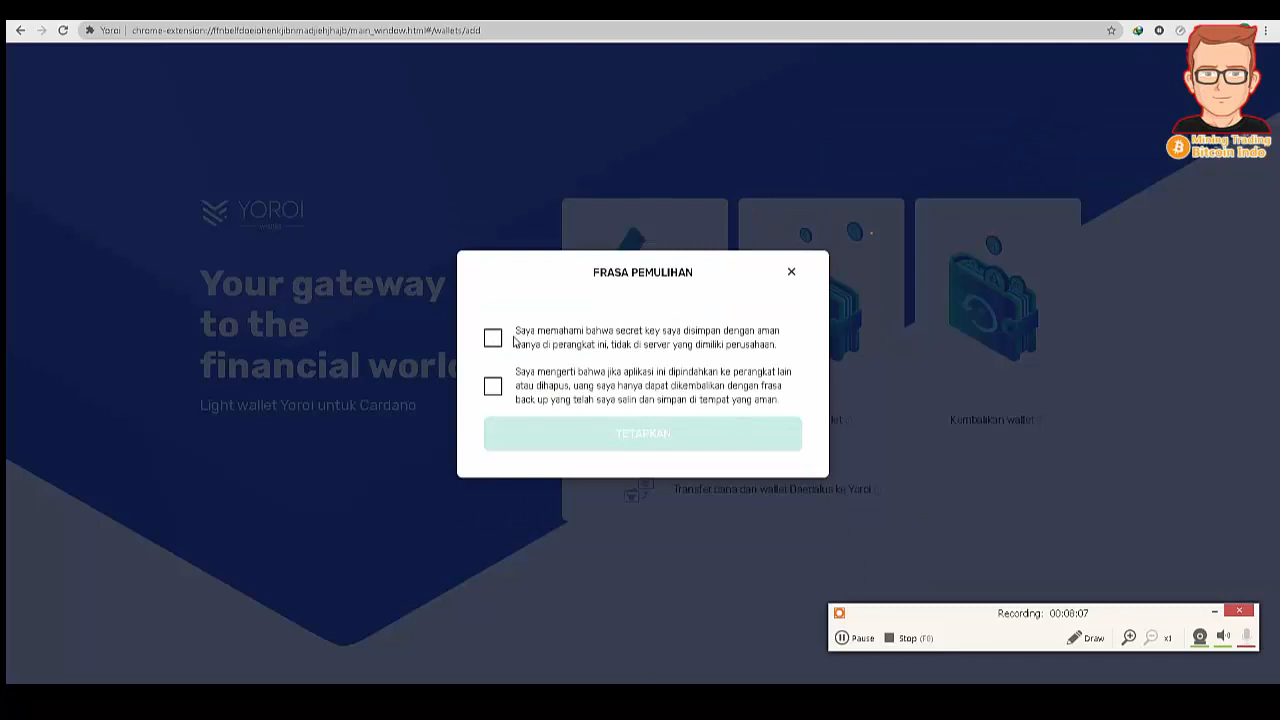 Yoroi
chrome-extension://ffnbelfdoeiohenkjibnmadjiehjhajb/main_window.html#/wallets/add
Mining Trading
Bitcoin Indo
YOROI
Your gateway
to the
financial worl
Light wallet Yoroi untuk Cardano
FRASA PEMULIHAN
Saya memahami bahwa secret key saya disimpan dengan aman
hanya di perangkat ini, tidak di server yang dimiliki perusahaan.
Saya mengerti bahwa jika aplikasi ini dipindahkan ke perangkat lain
atau dihapus, uang saya hanya dapat dikembalikan dengan frasa
back up yang telah saya salin dan simpan di tempat yang aman.
TETAPKAN
Kembalikan wallet
Transfer dana dari wallet Daedalus ke Yoroi
Recording: 00:08:07
Pause
Stop (F8)
Draw
x1